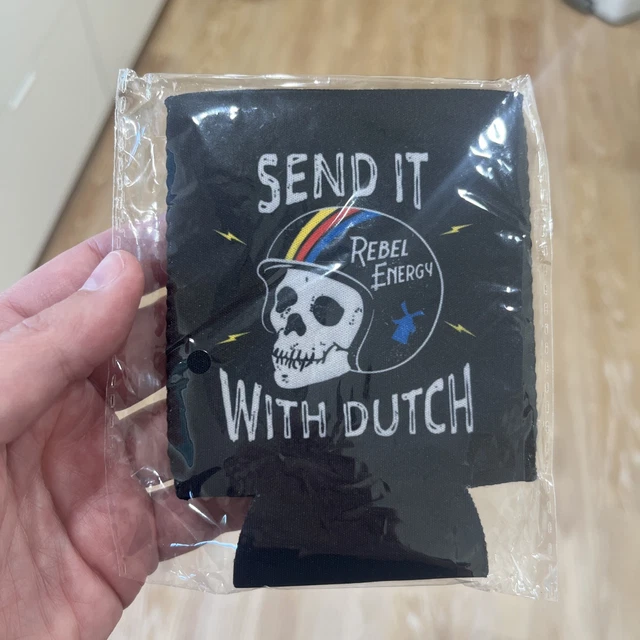 SEND IT
REBEL
ENERGY
WITH DUTCH